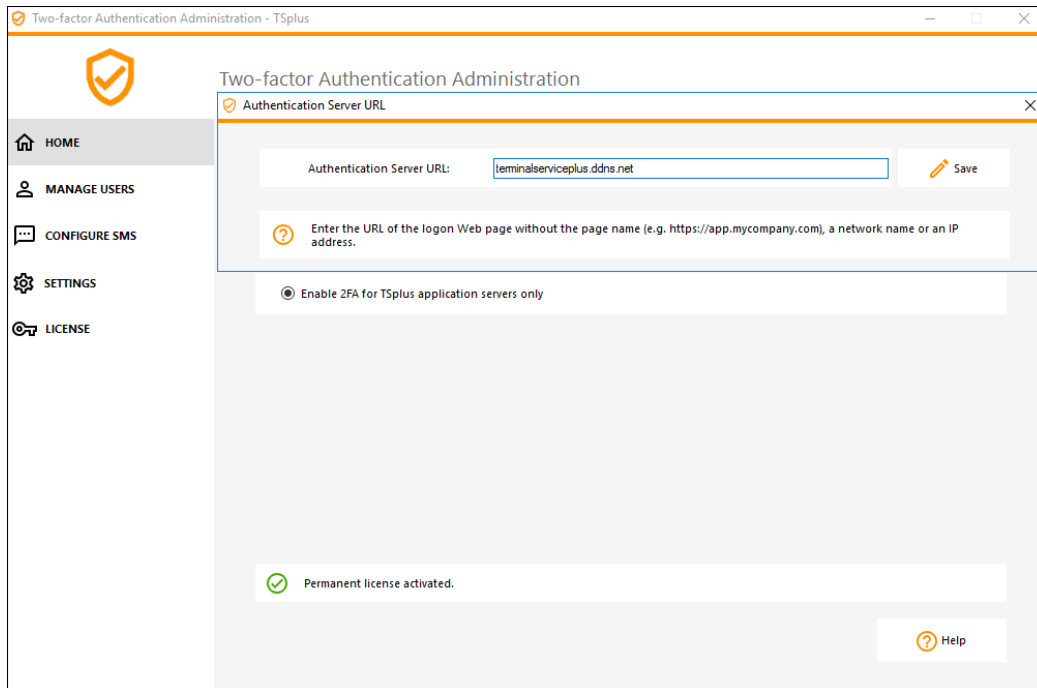 Two-factor Authentication Administration - TSplus
Two-factor Authentication Administration
Authentication Server URL
HOME
Authentication Server URL:
terminalserviceplus.ddns.net
Save
MANAGE USERS
CONFIGURE SMS
Enter the URL of the logon Web page without the page name (e.g. https://app.mycompany.com), a network name or an IP
address.
SETTINGS
Enable 2FA for TSplus application servers only
LICENSE
Permanent license activated.
Help